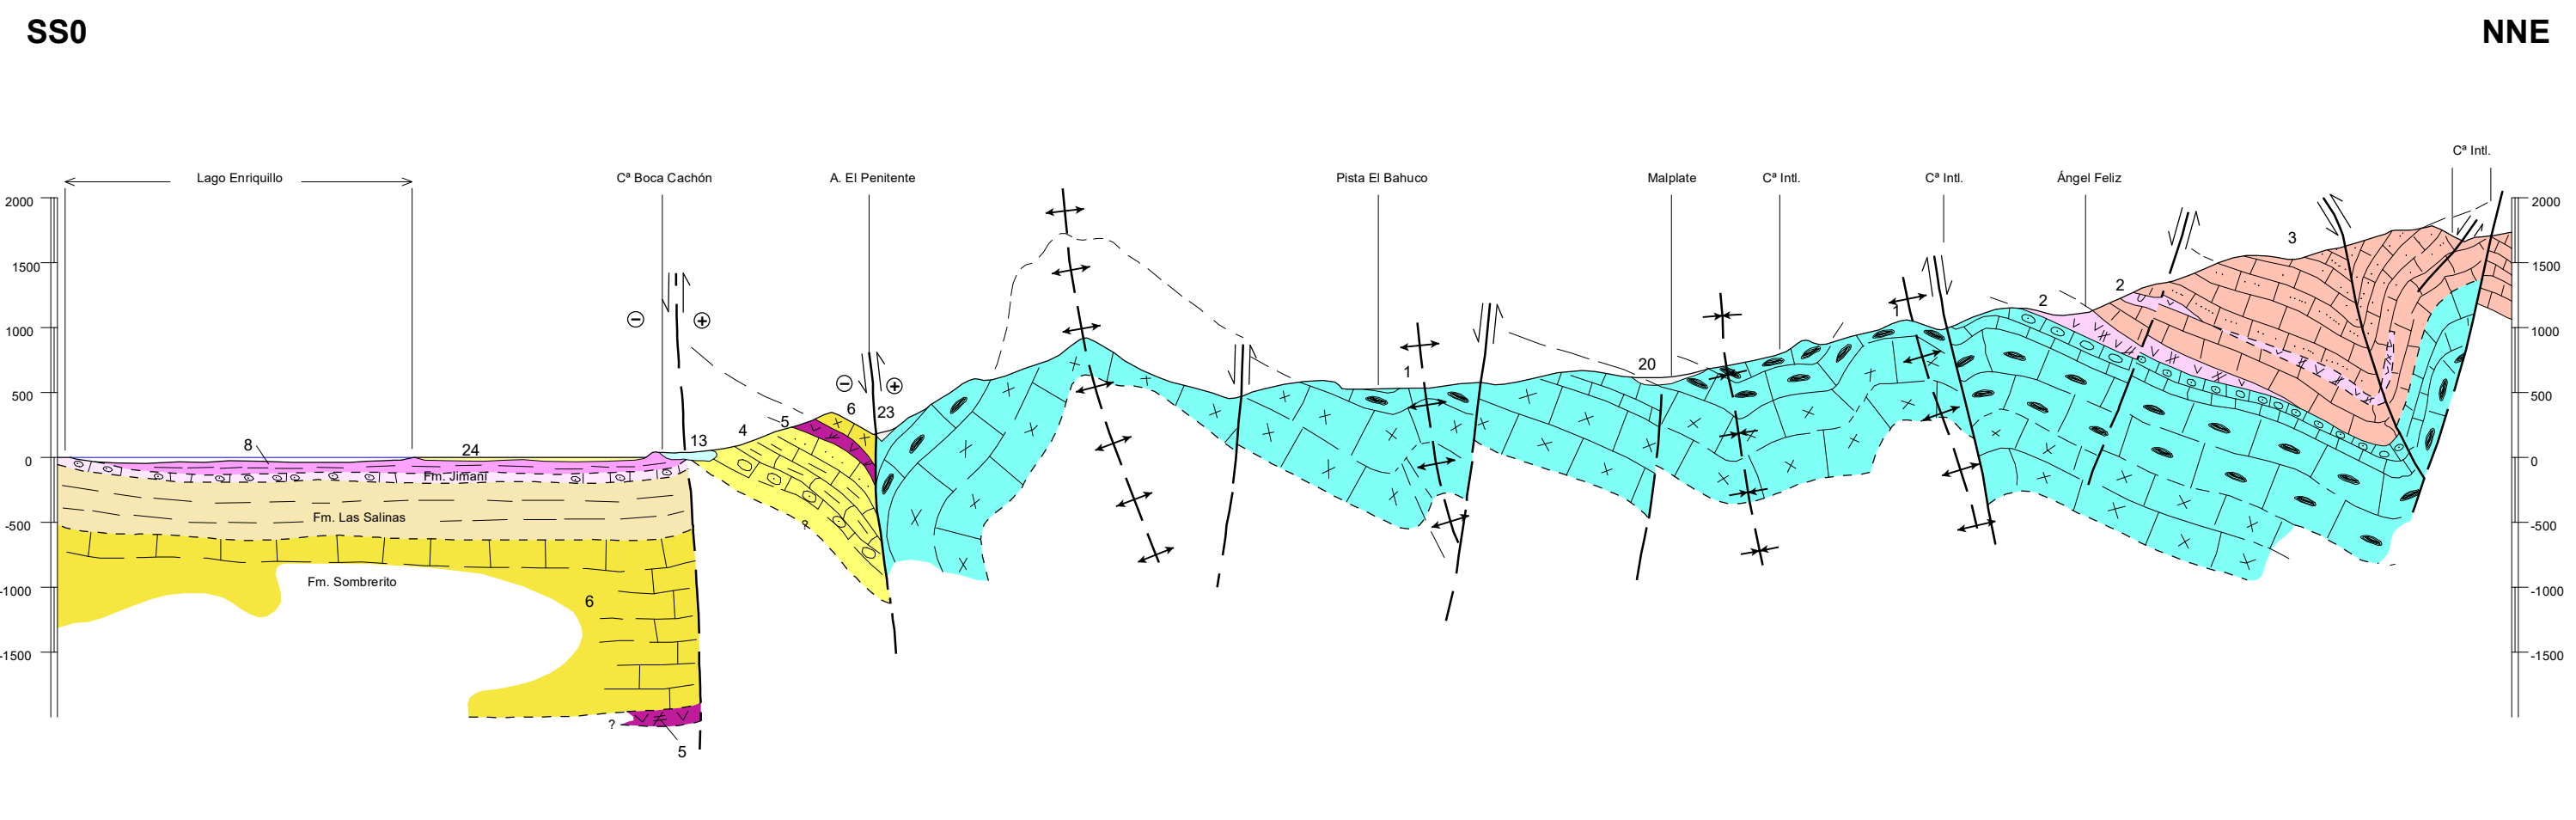 SS0
NNE
Cª Intl.
Lago Enriquillo
Cª Boca Cachón
A. El Penitente
Pista El Bahuco
Malplate
Cª Intl.
Cª Intl.
Ángel Feliz
2000
2000
1500
1500
1000
1000
500
500
0
0
-500
-500
-1000
-1000
-1500
-1500
3
2
2
1
1
20
6
5
23
4
13
8
24
Fm. Jimaní
Fm. Las Salinas
Fm. Sombrerito
6
?
5